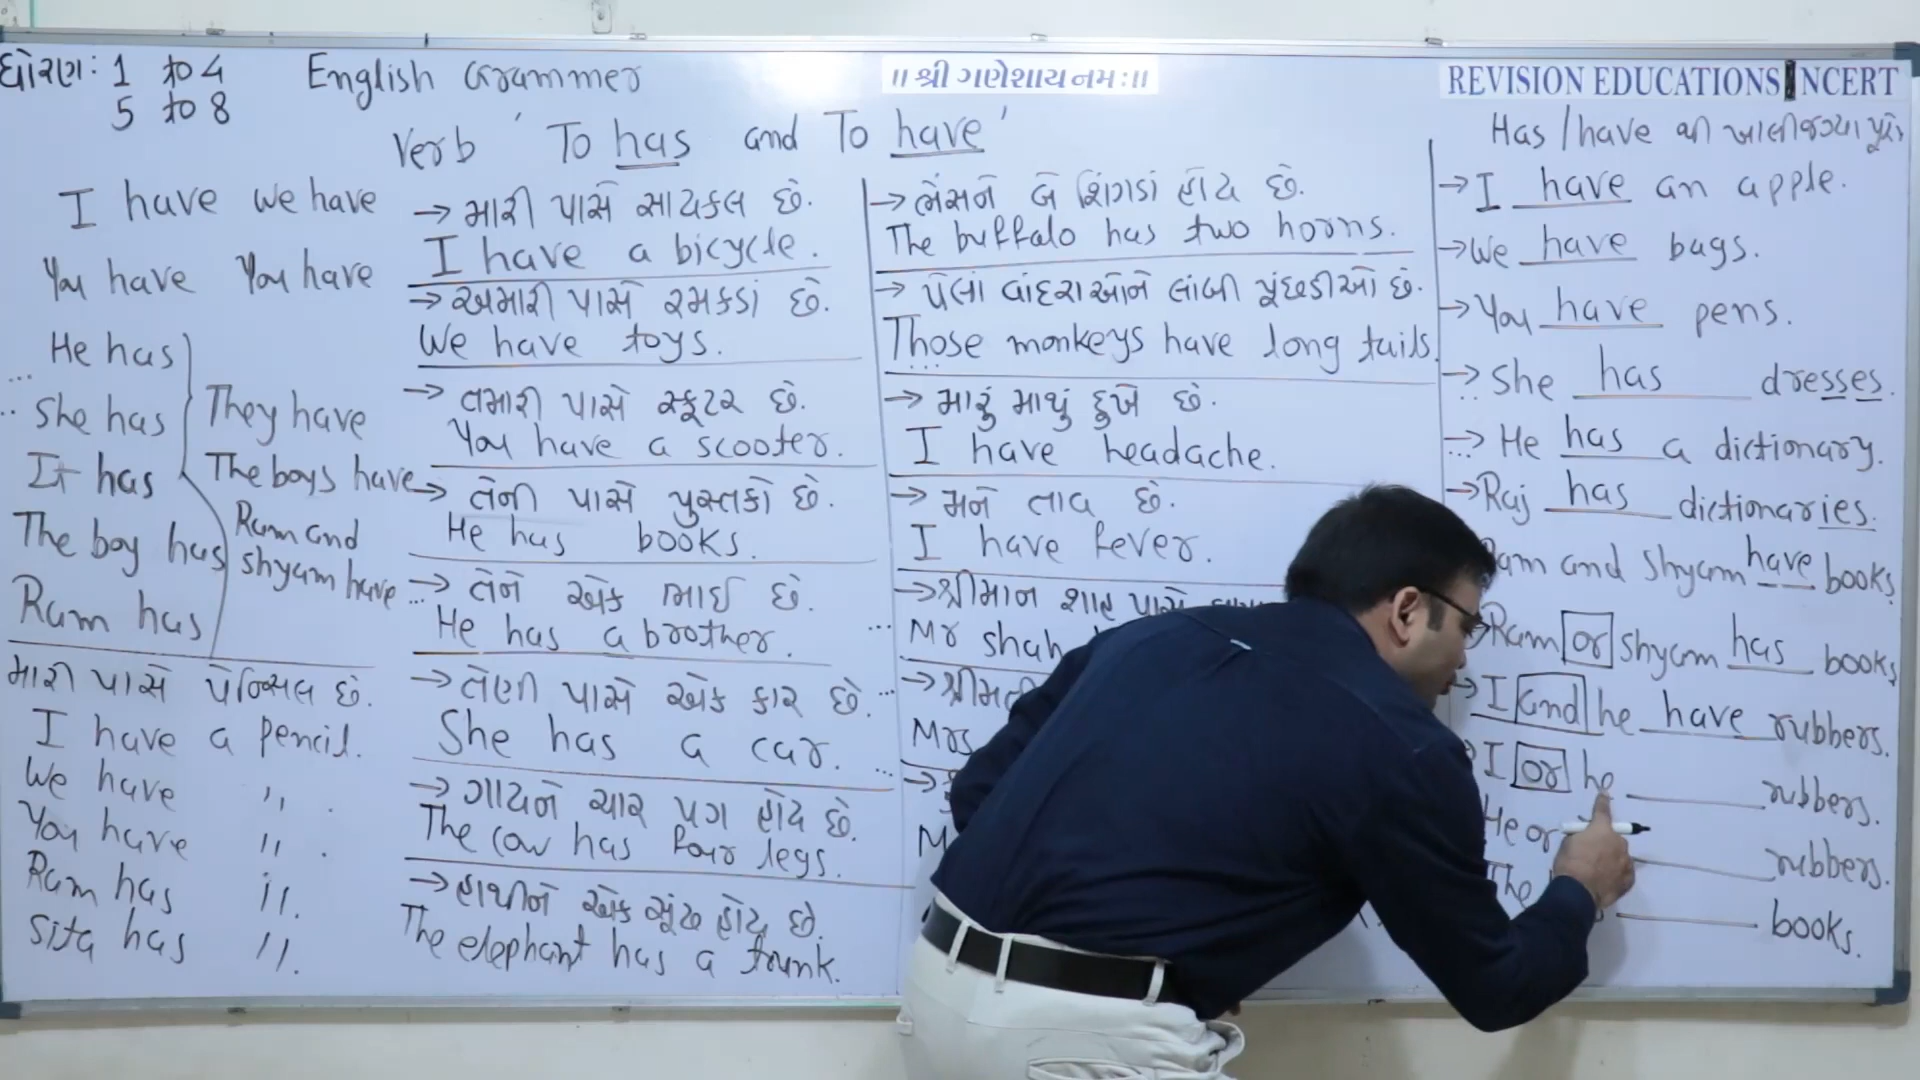 ધોરણ: 1 to 4
5 to 8
English Grammer
॥ શ્રી ગણેશાય નમઃ ॥
REVISION EDUCATIONS NCERT
Verb 'To has and To have'
I have we have
You have You have
He has
She has
It has
The boy has
Ram has
They have
The boys have
Ram and
shyam have
મારી પાસે પેન્સિલ છે.
I have a pencil.
We have ,, .
You have ,, .
Ram has ,, .
Sita has ,, .
→ મારી પાસે સાયકલ છે.
I have a bicycle.
→ અમારી પાસે રમકડાં છે.
We have toys.
→ તમારી પાસે સ્કૂટર છે.
You have a scooter.
→ તેની પાસે પુસ્તકો છે.
He has books.
→ તેને એક ભાઈ છે.
He has a brother.
→ તેણી પાસે એક કાર છે.
She has a car.
→ ગાયને ચાર પગ હોય છે.
The cow has four legs.
→ હાથીને એક સૂંઢ હોય છે.
The elephant has a trunk.
→ ભેંસને બે શિંગડાં હોય છે.
The buffalo has two horns.
→ પેલાં વાંદરાઓને લાંબી પૂંછડીઓ છે.
Those monkeys have long tails.
→ મારું માથું દુખે છે.
I have headache.
→ મને તાવ છે.
I have fever.
→ શ્રીમાન શાહ પાસે
Mr shah
→
Mrs
→
Has / have થી ખાલી જગ્યા પૂરો
→ I have an apple.
→ We have bags.
→ You have pens.
→ She has dresses.
→ He has a dictionary.
→ Raj has dictionaries.
Ram and Shyam have books.
Ram or shyam has books.
→ I and he have rubbers.
I or he ______ rubbers.
He or ______ rubbers.
The ______ books.